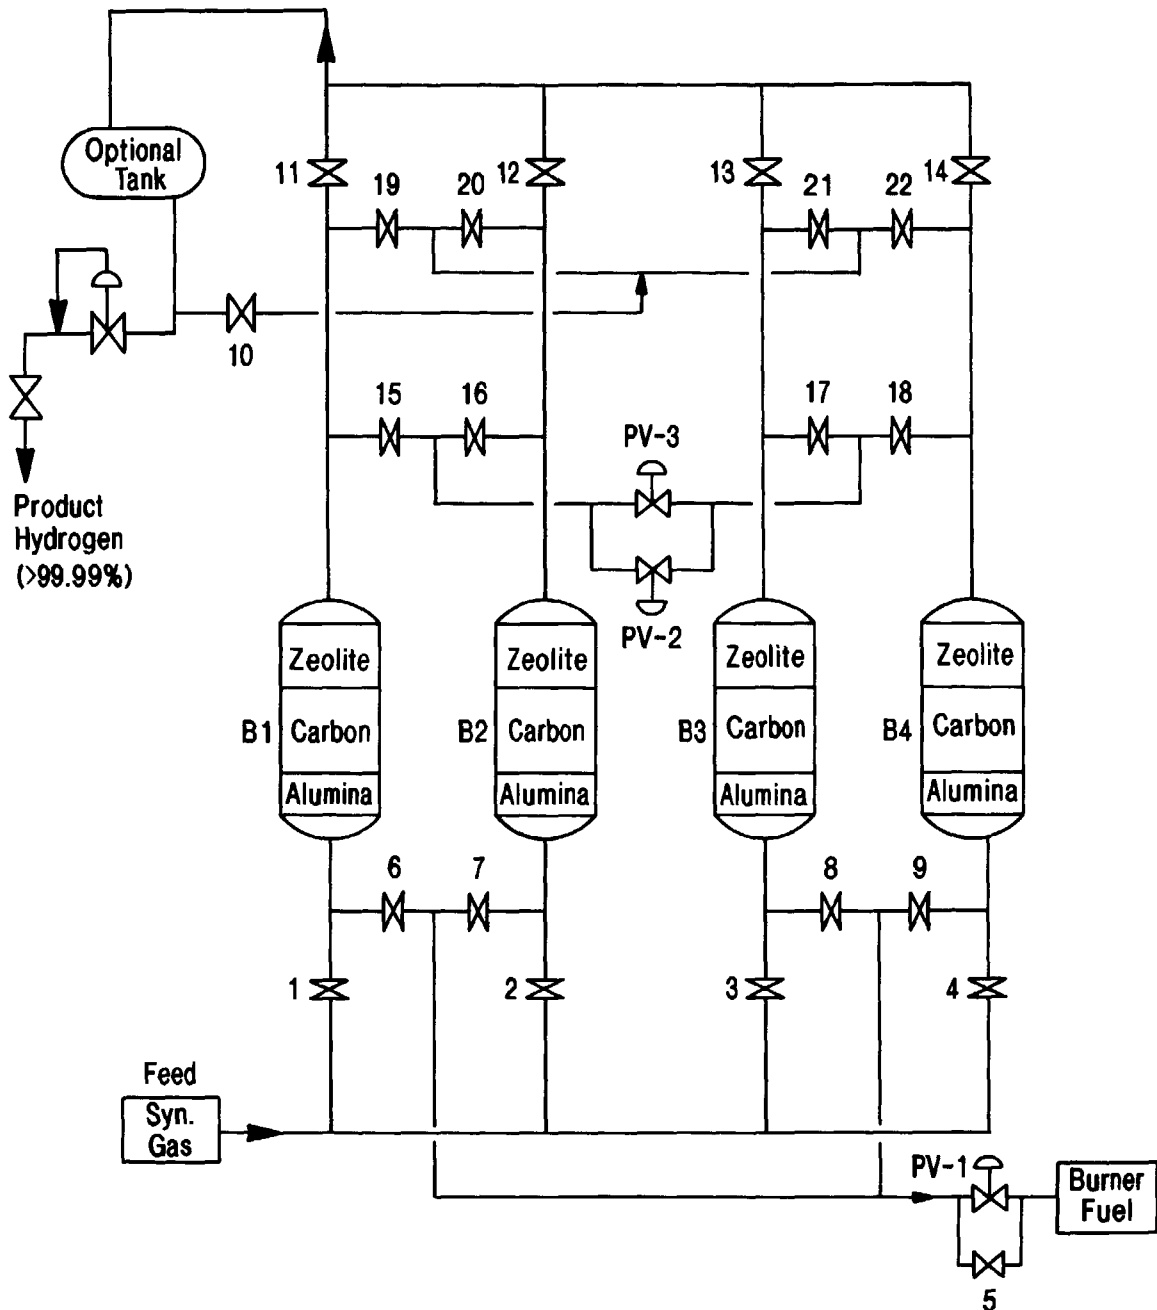 Optional
Tank
11
19
20
12
13
21
22
14
10
15
16
17
18
PV-3
PV-2
Product
Hydrogen
(>99.99%)
Zeolite
Zeolite
Zeolite
Zeolite
B1
Carbon
B2
Carbon
B3
Carbon
B4
Carbon
Alumina
Alumina
Alumina
Alumina
6
7
8
9
1
2
3
4
Feed
Syn.
Gas
PV-1
Burner
Fuel
5